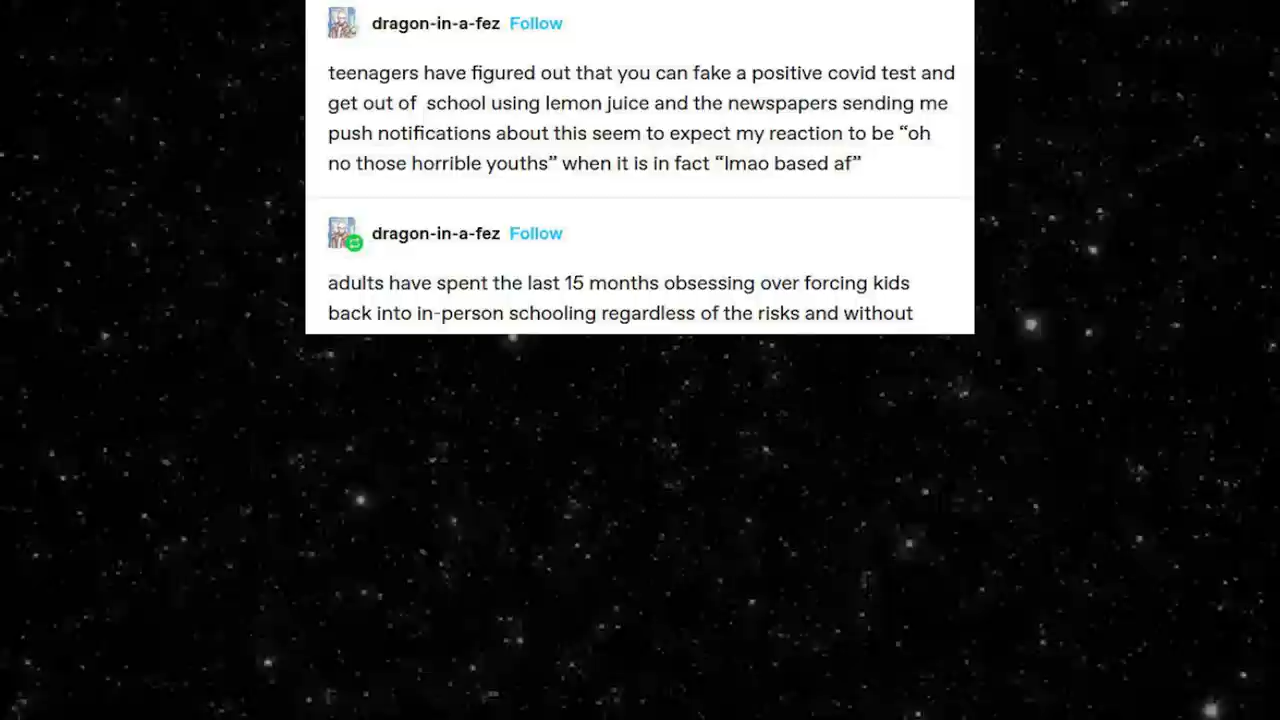 dragon-in-a-fez Follow
teenagers have figured out that you can fake a positive covid test and
get out of school using lemon juice and the newspapers sending me
push notifications about this seem to expect my reaction to be “oh
no those horrible youths” when it is in fact “lmao based af”
dragon-in-a-fez Follow
adults have spent the last 15 months obsessing over forcing kids
back into in-person schooling regardless of the risks and without